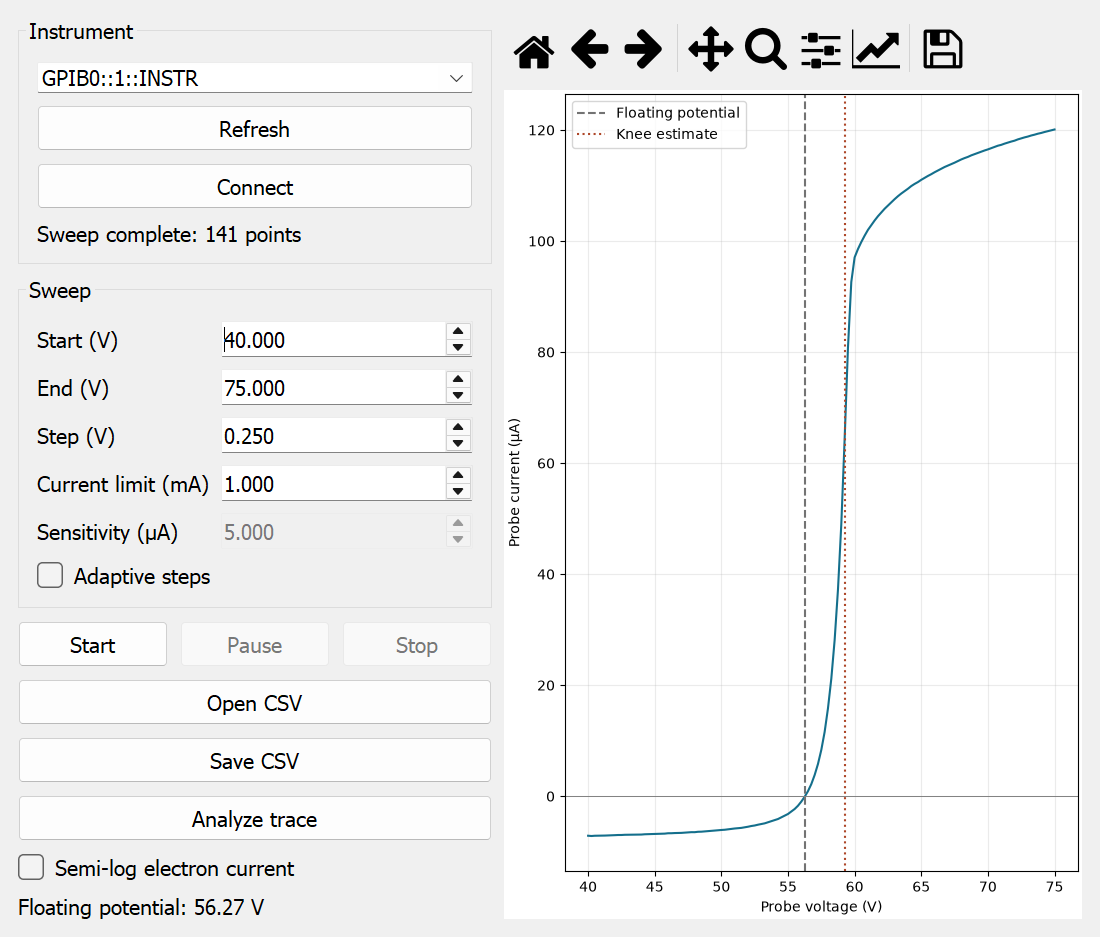 Instrument
GPIB0::1::INSTR
Refresh
Connect
Sweep complete: 141 points
Sweep
Start (V) 40.000
End (V) 75.000
Step (V) 0.250
Current limit (mA) 1.000
Sensitivity (µA) 5.000
Adaptive steps
Start Pause Stop
Open CSV
Save CSV
Analyze trace
Semi-log electron current
Floating potential: 56.27 V
Floating potential
Knee estimate
120
100
80
60
40
20
0
Probe current (µA)
40 45 50 55 60 65 70 75
Probe voltage (V)